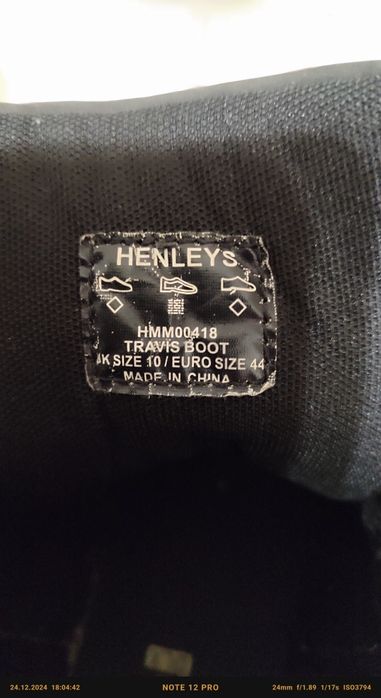 HENLEYS
HMM00418
TRAVIS BOOT
UK SIZE 10 / EURO SIZE 44
MADE IN CHINA
24.12.2024 18:04:42 NOTE 12 PRO 24mm f/1.89 1/17s ISO3794